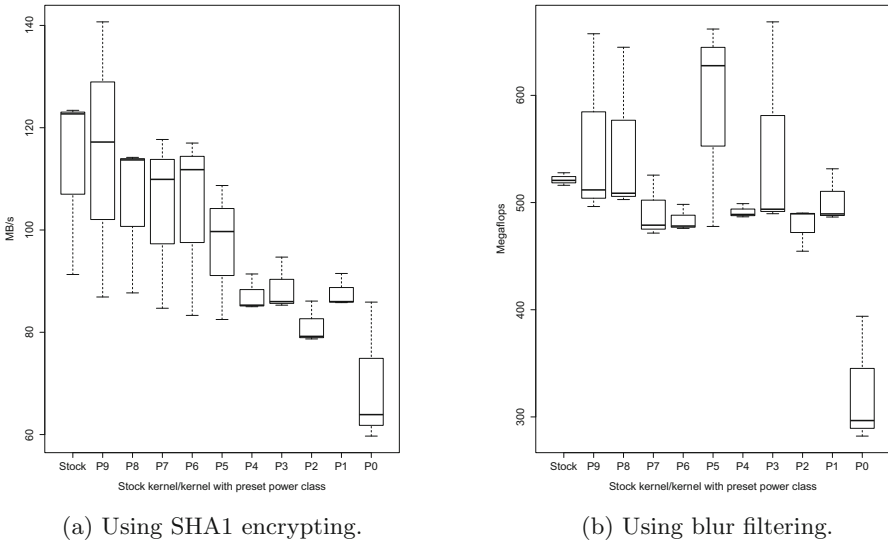 140
120
100
80
60
MB/s
Stock P9 P8 P7 P6 P5 P4 P3 P2 P1 P0
Stock kernel/kernel with preset power class
(a) Using SHA1 encrypting.
600
500
400
300
Megaflops
Stock P9 P8 P7 P6 P5 P4 P3 P2 P1 P0
Stock kernel/kernel with preset power class
(b) Using blur filtering.